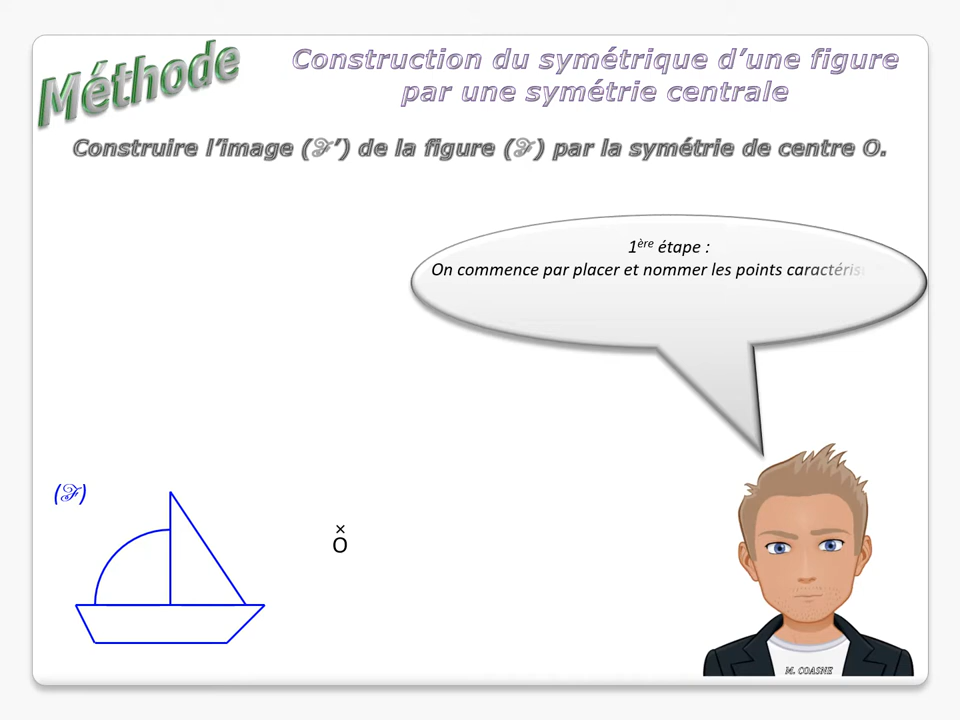 Méthode
Construction du symétrique d’une figure
par une symétrie centrale
Construire l’image (ℱ’) de la figure (ℱ) par la symétrie de centre O.
1ère étape :
On commence par placer et nommer les points
(ℱ)
×
O
M. COASNE